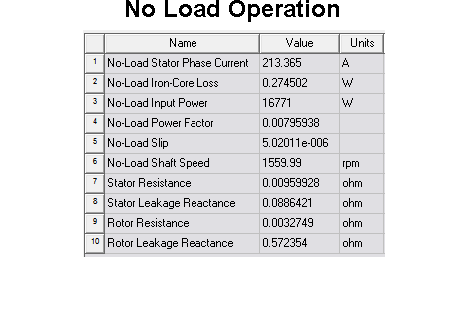 No Load Operation
Name Value Units
1 No-Load Stator Phase Current 213.365 A
2 No-Load Iron-Core Loss 0.274502 W
3 No-Load Input Power 16771 W
4 No-Load Power Factor 0.00795938
5 No-Load Slip 5.02011e-006
6 No-Load Shaft Speed 1559.99 rpm
7 Stator Resistance 0.00959928 ohm
8 Stator Leakage Reactance 0.0886421 ohm
9 Rotor Resistance 0.0032749 ohm
10 Rotor Leakage Reactance 0.572354 ohm